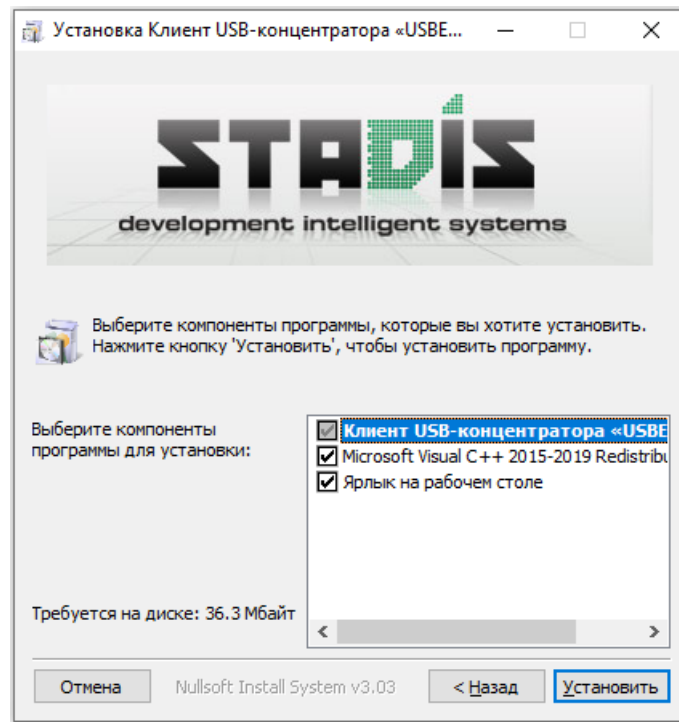 Установка Клиент USB-концентратора «USBE...
STADIS
development intelligent systems
Выберите компоненты программы, которые вы хотите установить.
Нажмите кнопку 'Установить', чтобы установить программу.
Выберите компоненты
программы для установки:
Клиент USB-концентратора «USBE
Microsoft Visual C++ 2015-2019 Redistribu
Ярлык на рабочем столе
Требуется на диске: 36.3 Мбайт
Отмена
Nullsoft Install System v3.03
< Назад
Установить